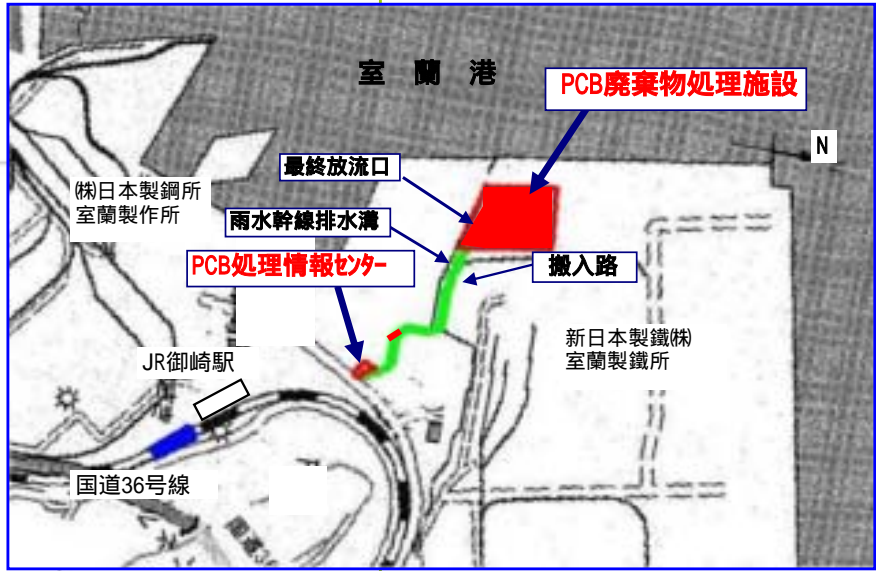 室蘭港
PCB廃棄物処理施設
N
最終放流口
(株)日本製鋼所
室蘭製作所
雨水幹線排水溝
PCB処理情報センター
搬入路
新日本製鐵(株)
室蘭製鐵所
JR御崎駅
国道36号線